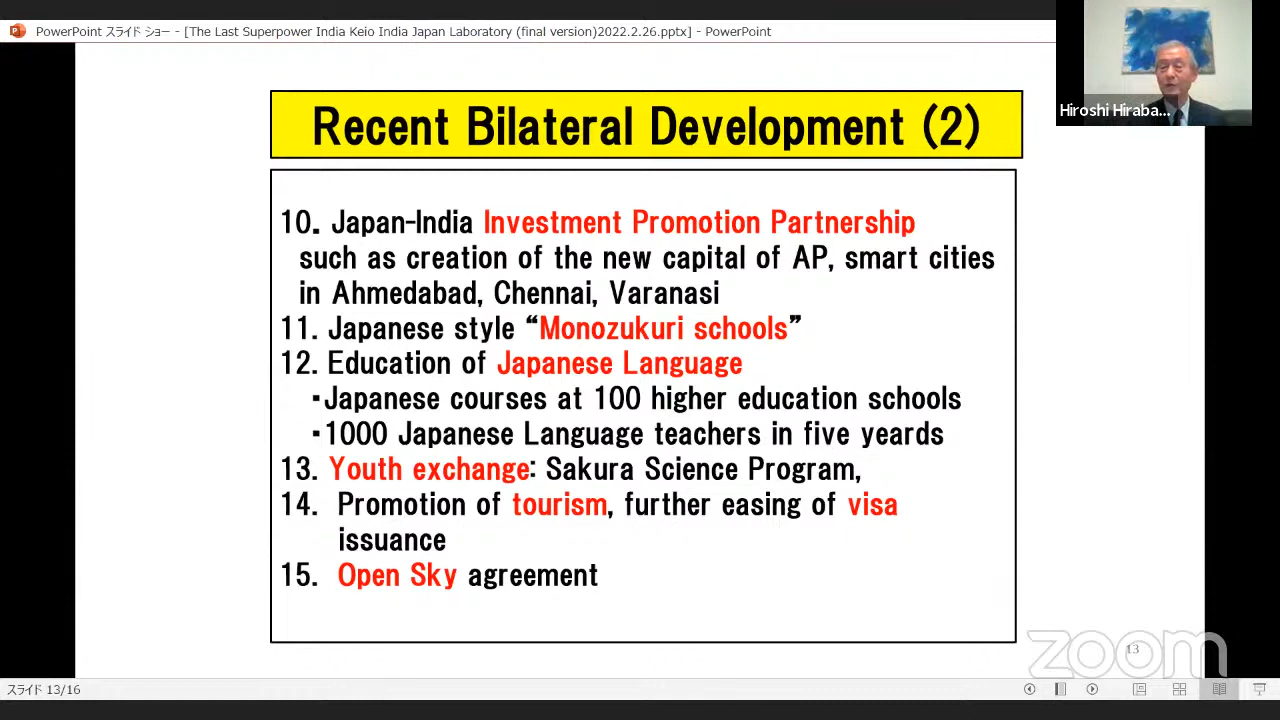 PowerPoint スライド ショー - [The Last Superpower India Keio India Japan Laboratory (final version)2022.2.26.pptx] - PowerPoint
Hiroshi Hiraba...
Recent Bilateral Development (2)
10. Japan-India Investment Promotion Partnership
such as creation of the new capital of AP, smart cities
in Ahmedabad, Chennai, Varanasi
11. Japanese style “Monozukuri schools”
12. Education of Japanese Language
・Japanese courses at 100 higher education schools
・1000 Japanese Language teachers in five yeards
13. Youth exchange: Sakura Science Program,
14. Promotion of tourism, further easing of visa
issuance
15. Open Sky agreement
zoom
13
スライド 13/16